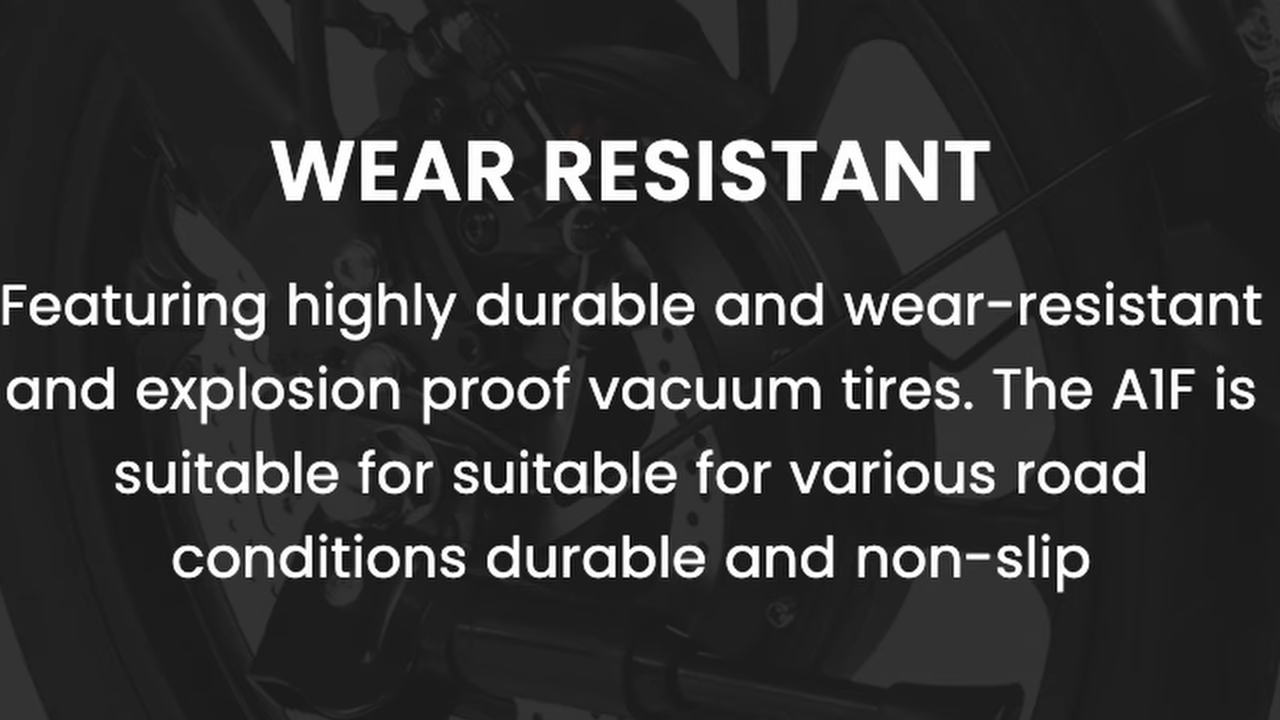 WEAR RESISTANT
Featuring highly durable and wear-resistant
and explosion proof vacuum tires. The A1F is
suitable for suitable for various road
conditions durable and non-slip